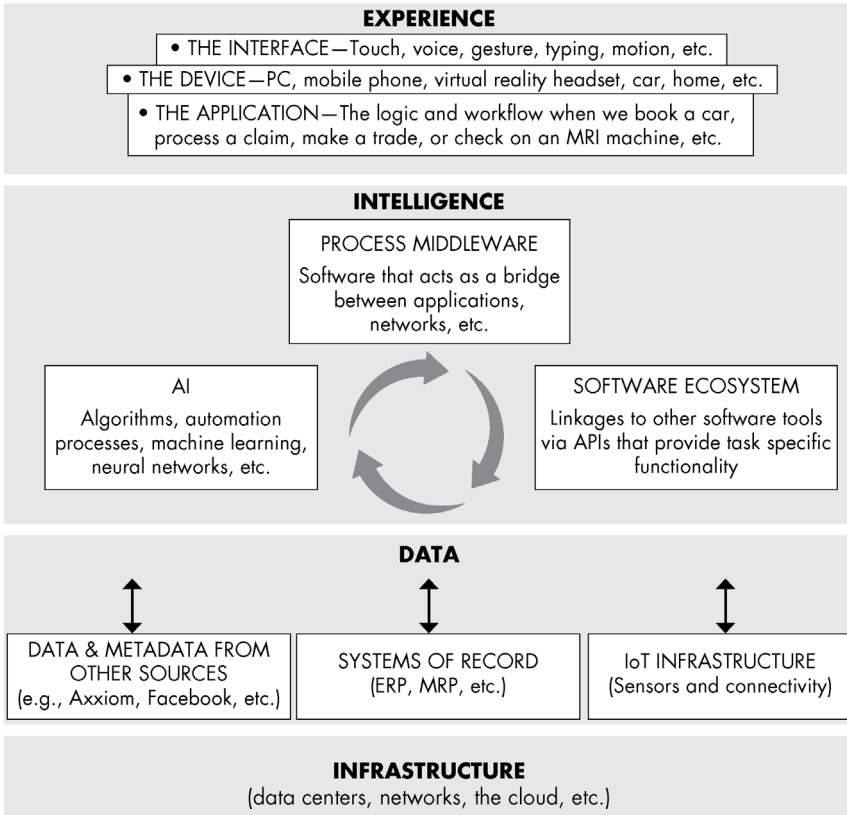 EXPERIENCE
• THE INTERFACE—Touch, voice, gesture, typing, motion, etc.
• THE DEVICE—PC, mobile phone, virtual reality headset, car, home, etc.
• THE APPLICATION—The logic and workflow when we book a car,
process a claim, make a trade, or check on an MRI machine, etc.
INTELLIGENCE
PROCESS MIDDLEWARE
Software that acts as a bridge
between applications,
networks, etc.
AI
Algorithms, automation
processes, machine learning,
neural networks, etc.
SOFTWARE ECOSYSTEM
Linkages to other software tools
via APIs that provide task specific
functionality
DATA
DATA & METADATA FROM
OTHER SOURCES
(e.g., Axxiom, Facebook, etc.)
SYSTEMS OF RECORD
(ERP, MRP, etc.)
IoT INFRASTRUCTURE
(Sensors and connectivity)
INFRASTRUCTURE
(data centers, networks, the cloud, etc.)